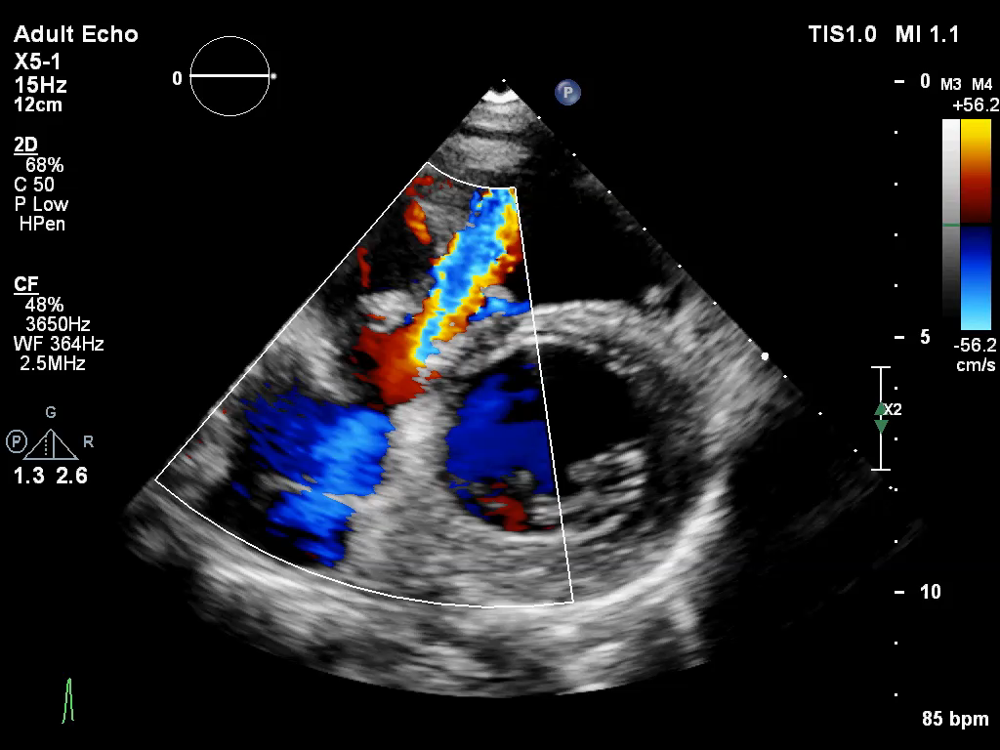 Adult Echo
X5-1
15Hz
12cm
0
P
TIS1.0 MI 1.1
M3 M4
+56.2
-56.2
cm/s
2D
68%
C 50
P Low
HPen
CF
48%
3650Hz
WF 364Hz
2.5MHz
G
P R
1.3 2.6
0
5
X2
10
85 bpm